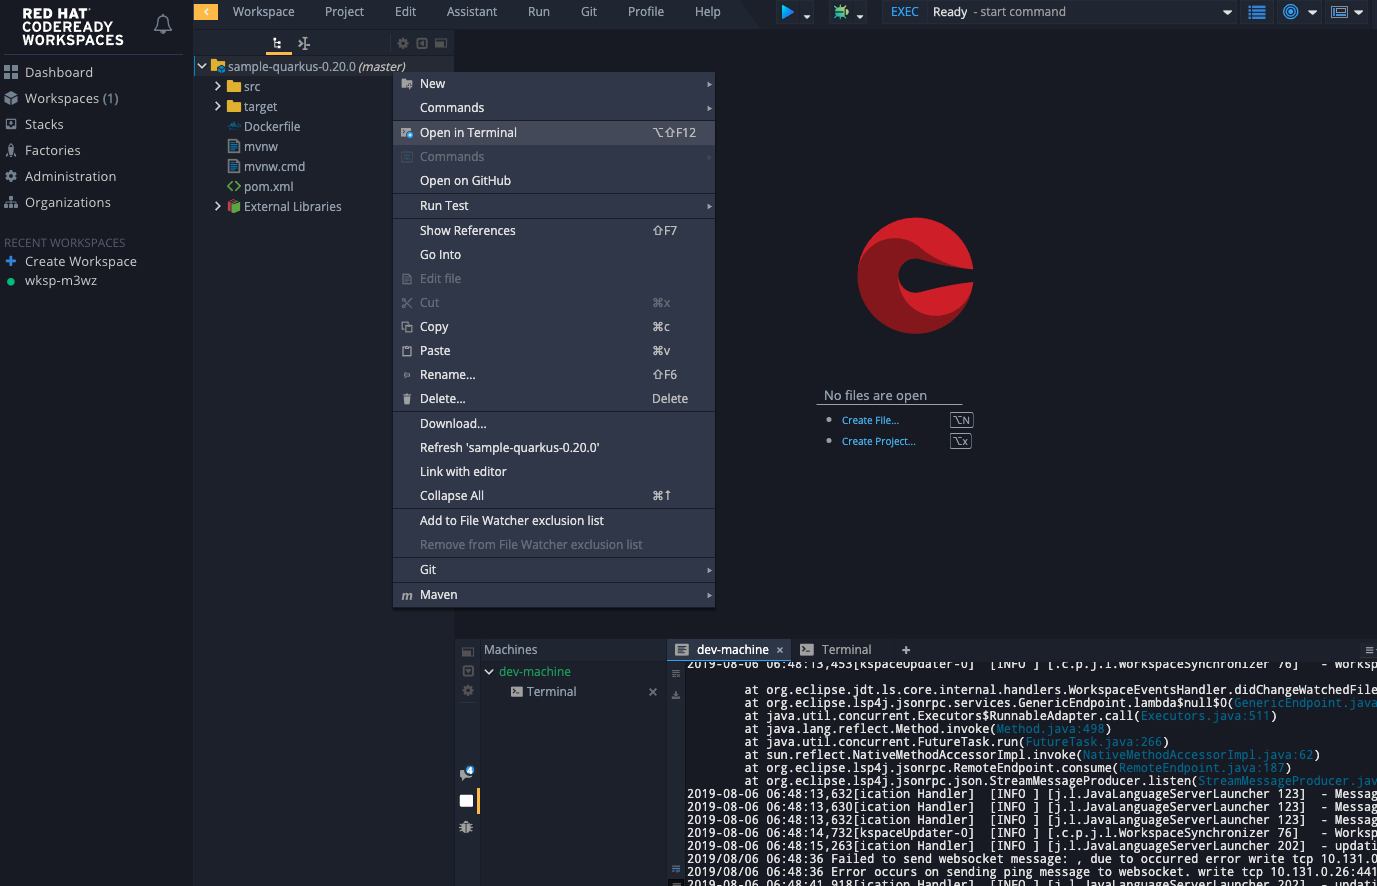 RED HAT
CODEREADY
WORKSPACES
Workspace Project Edit Assistant Run Git Profile Help
EXEC Ready - start command
Dashboard
Workspaces (1)
Stacks
Factories
Administration
Organizations
RECENT WORKSPACES
Create Workspace
wksp-m3wz
sample-quarkus-0.20.0 (master)
src
target
Dockerfile
mvnw
mvnw.cmd
pom.xml
External Libraries
New
Commands
Open in Terminal ⌥⇧F12
Commands
Open on GitHub
Run Test
Show References ⇧F7
Go Into
Edit file
Cut ⌘x
Copy ⌘c
Paste ⌘v
Rename... ⇧F6
Delete... Delete
Download...
Refresh 'sample-quarkus-0.20.0'
Link with editor
Collapse All ⌘↑
Add to File Watcher exclusion list
Remove from File Watcher exclusion list
Git
m Maven
No files are open
Create File... ⌥N
Create Project... ⌥x
Machines
dev-machine
Terminal
4
dev-machine × Terminal +
2019-08-06 06:48:13,453[kspaceUpdater-0] [INFO ] [.c.p.j.l.WorkspaceSynchronizer 76] - Worksp
at org.eclipse.jdt.ls.core.internal.handlers.WorkspaceEventsHandler.didChangeWatchedFile
at org.eclipse.lsp4j.jsonrpc.services.GenericEndpoint.lambda$null$0(GenericEndpoint.java
at java.util.concurrent.Executors$RunnableAdapter.call(Executors.java:511)
at java.lang.reflect.Method.invoke(Method.java:498)
at java.util.concurrent.FutureTask.run(FutureTask.java:266)
at sun.reflect.NativeMethodAccessorImpl.invoke(NativeMethodAccessorImpl.java:62)
at org.eclipse.lsp4j.jsonrpc.RemoteEndpoint.consume(RemoteEndpoint.java:187)
at org.eclipse.lsp4j.jsonrpc.json.StreamMessageProducer.listen(StreamMessageProducer.jav
2019-08-06 06:48:13,632[ication Handler] [INFO ] [j.l.JavaLanguageServerLauncher 123] - Messag
2019-08-06 06:48:13,630[ication Handler] [INFO ] [j.l.JavaLanguageServerLauncher 123] - Messag
2019-08-06 06:48:13,632[ication Handler] [INFO ] [j.l.JavaLanguageServerLauncher 123] - Messag
2019-08-06 06:48:14,732[kspaceUpdater-0] [INFO ] [.c.p.j.l.WorkspaceSynchronizer 76] - Worksp
2019-08-06 06:48:15,263[ication Handler] [INFO ] [j.l.JavaLanguageServerLauncher 202] - updati
2019/08/06 06:48:36 Failed to send websocket message: , due to occurred error write tcp 10.131.0
2019/08/06 06:48:36 Error occurs on sending ping message to websocket. write tcp 10.131.0.26:441
2019-08-06 06:48:41,918[ication Handler] [INFO ] [j.l.JavaLanguageServerLauncher 202] - updati